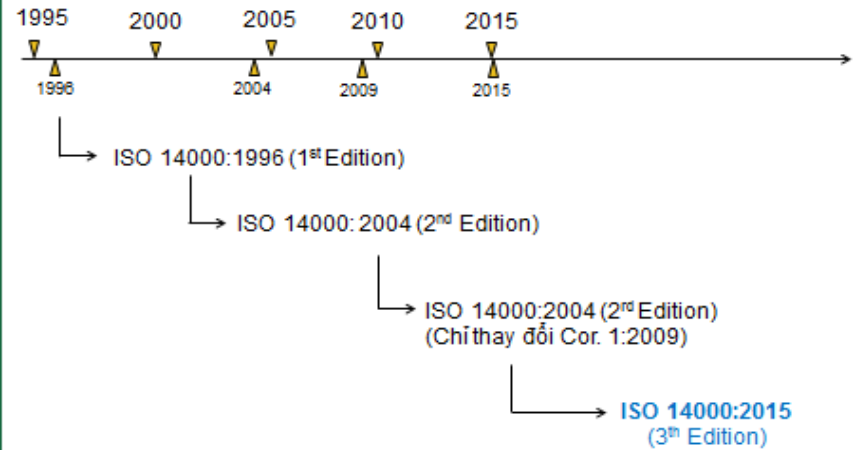 1995 2000 2005 2010 2015
1996 2004 2009 2015
ISO 14000:1996 (1st Edition)
ISO 14000: 2004 (2nd Edition)
ISO 14000:2004 (2rd Edition)
(Chỉ thay đổi Cor. 1:2009)
ISO 14000:2015
(3th Edition)